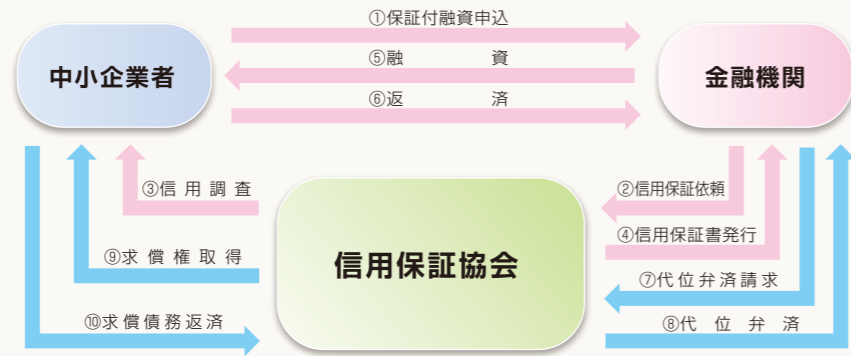 ①保証付融資申込
⑤融資
⑥返済
中小企業者
金融機関
③信用調査
②信用保証依頼
④信用保証書発行
⑨求償権取得
信用保証協会
⑦代位弁済請求
⑩求償債務返済
⑧代位弁済